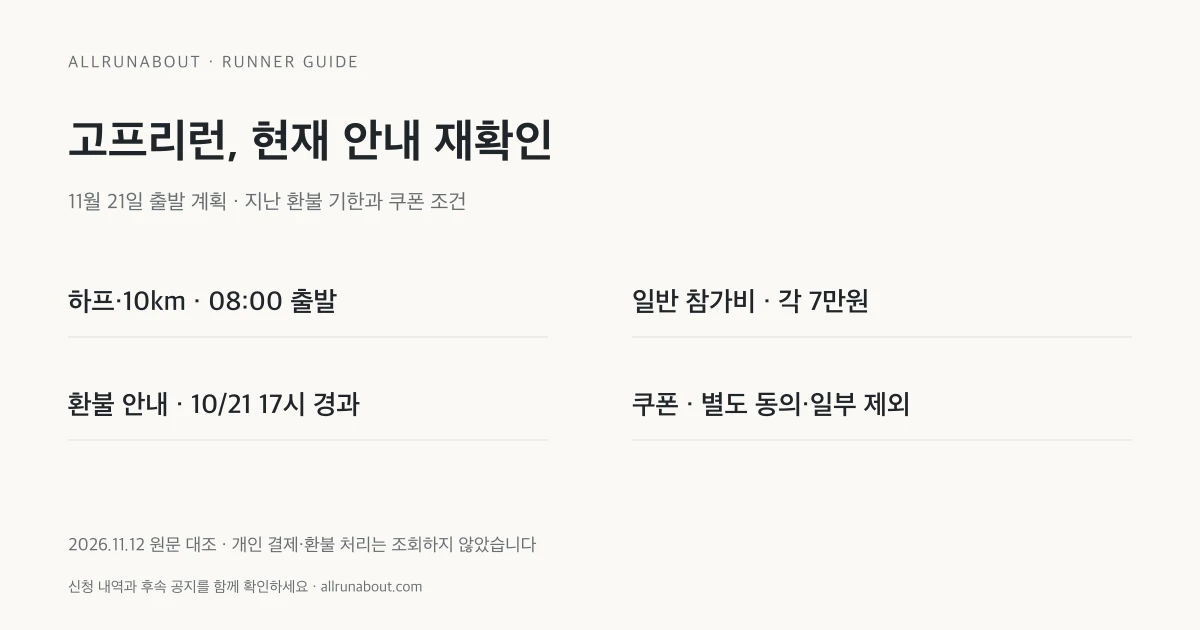 ALLRUNABOUT · RUNNER GUIDE
고프리런, 현재 안내 재확인
11월 21일 출발 계획 · 지난 환불 기한과 쿠폰 조건
하프·10km · 08:00 출발
일반 참가비 · 각 7만원
환불 안내 · 10/21 17시 경과
쿠폰 · 별도 동의·일부 제외
2026.11.12 원문 대조 · 개인 결제·환불 처리는 조회하지 않았습니다
신청 내역과 후속 공지를 함께 확인하세요 · allrunabout.com